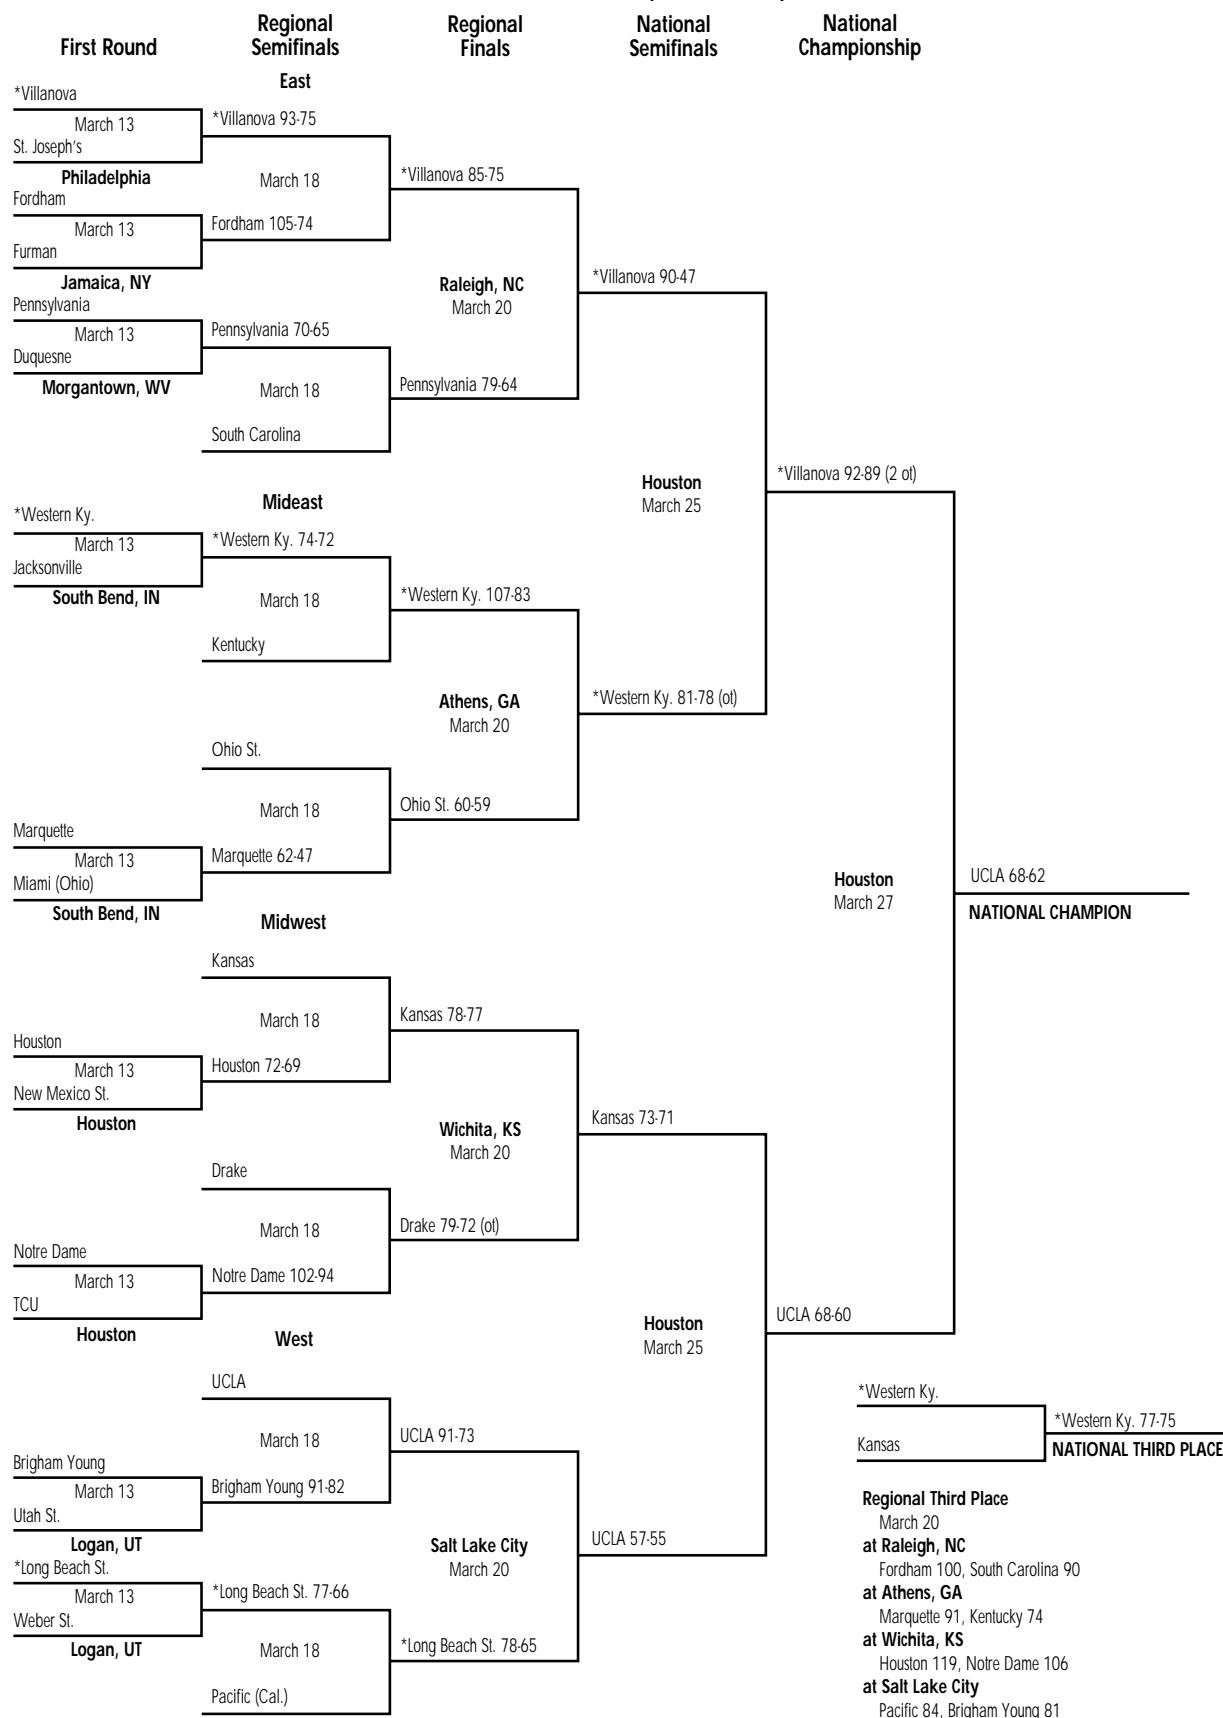 Regional
Semifinals
Regional
Finals
National
Semifinals
National
Championship
First Round
East
*Villanova
March 13
St. Joseph's
Philadelphia
*Villanova 93-75
March 18
Fordham
March 13
Furman
Jamaica, NY
Fordham 105-74
*Villanova 85-75
Raleigh, NC
March 20
Pennsylvania
March 13
Duquesne
Morgantown, WV
Pennsylvania 70-65
March 18
South Carolina
Pennsylvania 79-64
*Villanova 90-47
Mideast
*Western Ky.
March 13
Jacksonville
South Bend, IN
*Western Ky. 74-72
March 18
Kentucky
*Western Ky. 107-83
Athens, GA
March 20
Ohio St.
March 18
Marquette
March 13
Miami (Ohio)
South Bend, IN
Marquette 62-47
Ohio St. 60-59
*Western Ky. 81-78 (ot)
Houston
March 25
*Villanova 92-89 (2 ot)
Midwest
Kansas
March 18
Houston
March 13
New Mexico St.
Houston
Houston 72-69
Kansas 78-77
Wichita, KS
March 20
Drake
March 18
Notre Dame
March 13
TCU
Houston
Notre Dame 102-94
Drake 79-72 (ot)
Kansas 73-71
West
UCLA
March 18
Brigham Young
March 13
Utah St.
Logan, UT
Brigham Young 91-82
UCLA 91-73
Salt Lake City
March 20
*Long Beach St.
March 13
Weber St.
Logan, UT
*Long Beach St. 77-66
March 18
Pacific (Cal.)
*Long Beach St. 78-65
UCLA 57-55
Houston
March 25
UCLA 68-60
Houston
March 27
UCLA 68-62
NATIONAL CHAMPION
*Western Ky.
Kansas
*Western Ky. 77-75
NATIONAL THIRD PLACE
Regional Third Place
March 20
at Raleigh, NC
Fordham 100, South Carolina 90
at Athens, GA
Marquette 91, Kentucky 74
at Wichita, KS
Houston 119, Notre Dame 106
at Salt Lake City
Pacific 84, Brigham Young 81